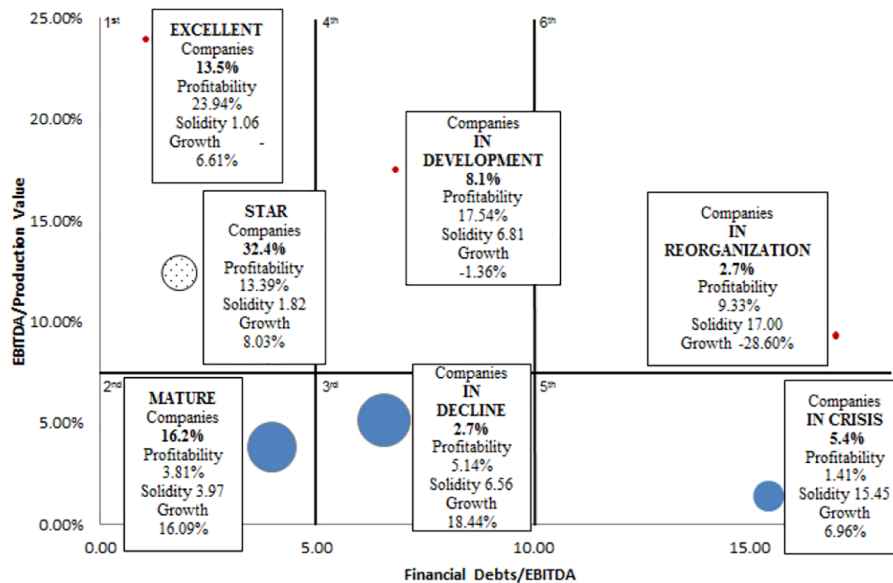 25.00%
20.00%
15.00%
10.00%
5.00%
0.00%
EBITDA/Production Value
1st
4th
6th
EXCELLENT
Companies
13.5%
Profitability
23.94%
Solidity 1.06
Growth -
6.61%
Companies
IN
DEVELOPMENT
8.1%
Profitability
17.54%
Solidity 6.81
Growth
-1.36%
STAR
Companies
32.4%
Profitability
13.39%
Solidity 1.82
Growth
8.03%
Companies
IN
REORGANIZATION
2.7%
Profitability
9.33%
Solidity 17.00
Growth -28.60%
2nd
3rd
5th
MATURE
Companies
16.2%
Profitability
3.81%
Solidity 3.97
Growth
16.09%
Companies
IN
DECLINE
2.7%
Profitability
5.14%
Solidity 6.56
Growth
18.44%
Companies
IN CRISIS
5.4%
Profitability
1.41%
Solidity 15.45
Growth
6.96%
0.00 5.00 10.00 15.00
Financial Debts/EBITDA